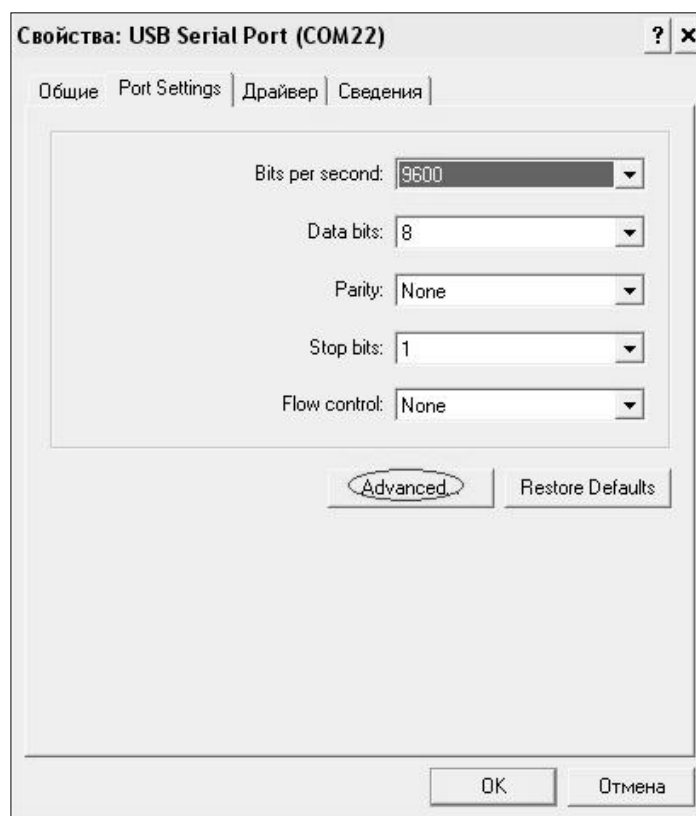 Свойства: USB Serial Port (COM22) ? ×
Общие Port Settings Драйвер Сведения
Bits per second: 9600
Data bits: 8
Parity: None
Stop bits: 1
Flow control: None
Advanced... Restore Defaults
OK Отмена